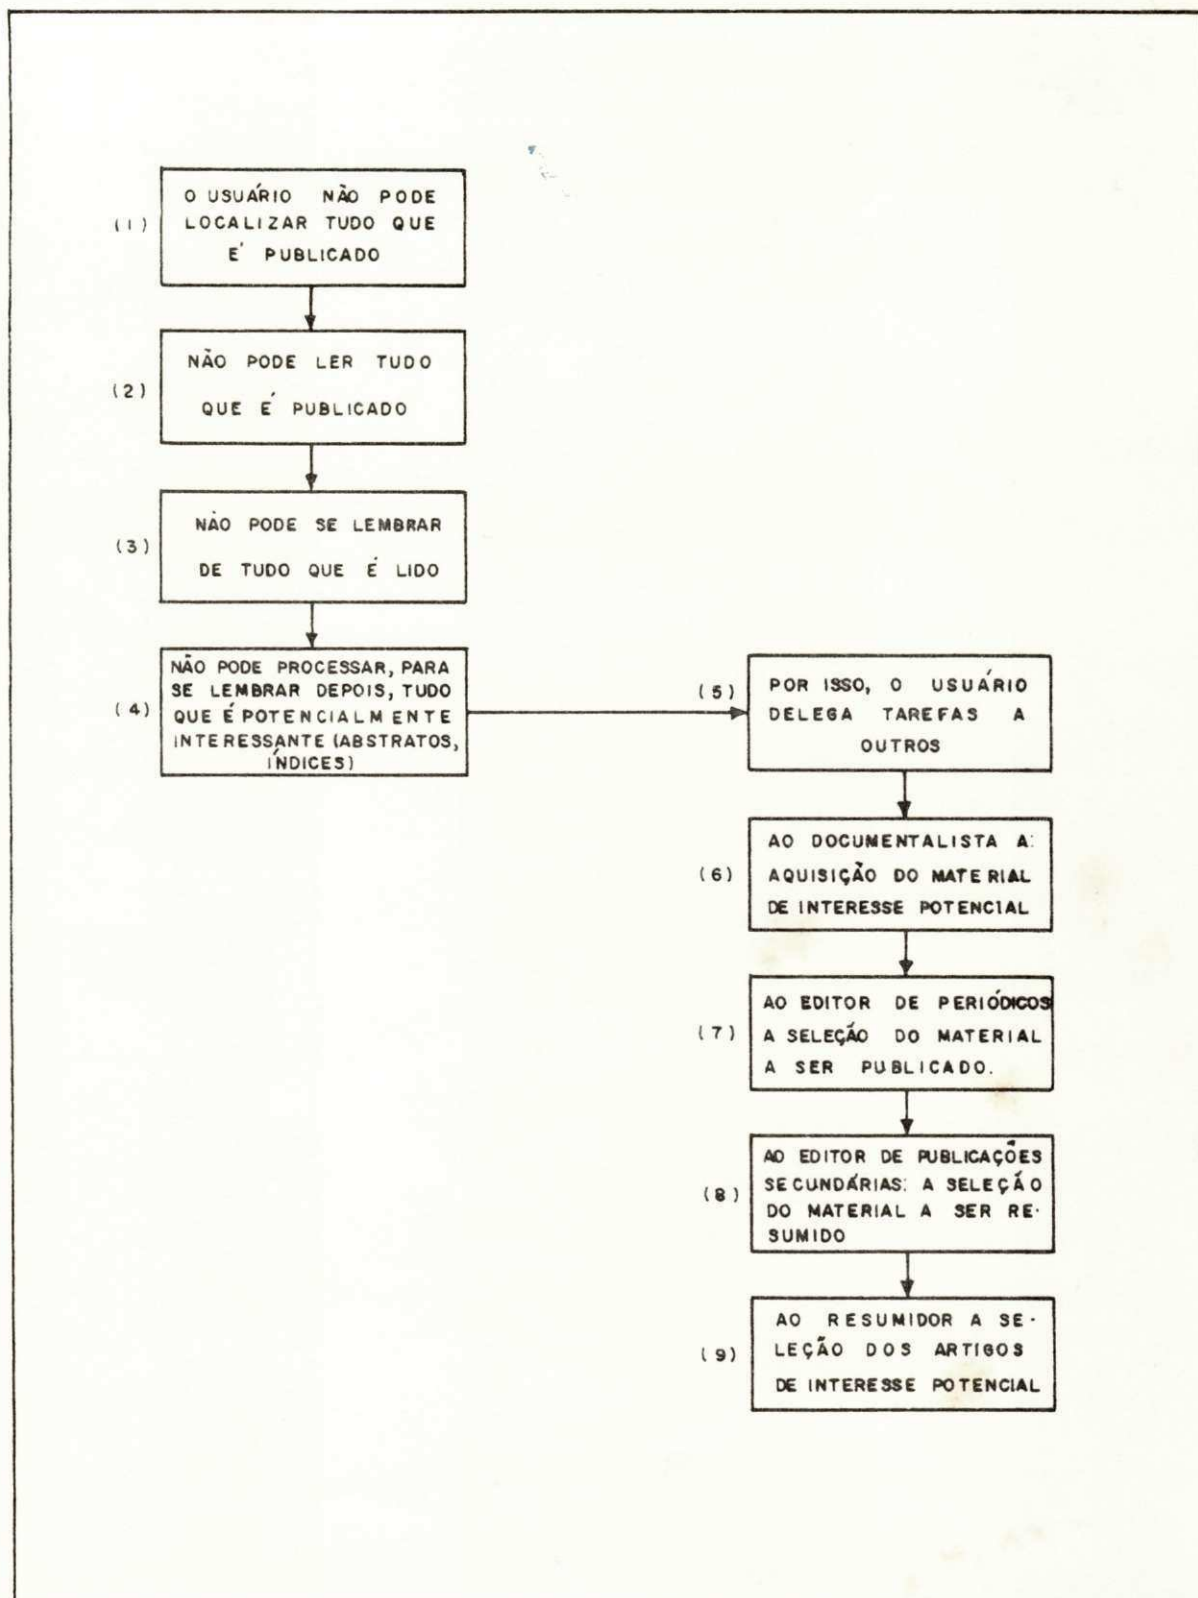 (1)
O USUÁRIO NÃO PODE
LOCALIZAR TUDO QUE
É PUBLICADO
(2)
NÃO PODE LER TUDO
QUE É PUBLICADO
(3)
NÃO PODE SE LEMBRAR
DE TUDO QUE É LIDO
(4)
NÃO PODE PROCESSAR, PARA
SE LEMBRAR DEPOIS, TUDO
QUE É POTENCIALMENTE
INTERESSANTE (ABSTRATOS,
ÍNDICES)
(5)
POR ISSO, O USUÁRIO
DELEGA TAREFAS A
OUTROS
(6)
AO DOCUMENTALISTA A:
AQUISIÇÃO DO MATERIAL
DE INTERESSE POTENCIAL
(7)
AO EDITOR DE PERIÓDICOS
A SELEÇÃO DO MATERIAL
A SER PUBLICADO.
(8)
AO EDITOR DE PUBLICAÇÕES
SECUNDÁRIAS: A SELEÇÃO
DO MATERIAL A SER RE-
SUMIDO
(9)
AO RESUMIDOR A SE-
LEÇÃO DOS ARTIGOS
DE INTERESSE POTENCIAL